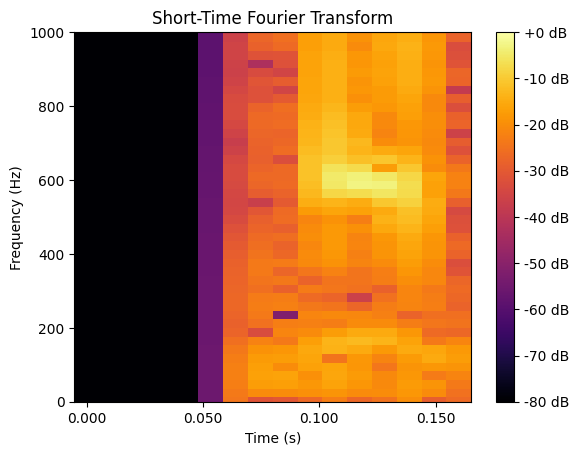 Short-Time Fourier Transform
Frequency (Hz)
1000
800
600
400
200
0
0.000
0.050
0.100
0.150
Time (s)
+0 dB
-10 dB
-20 dB
-30 dB
-40 dB
-50 dB
-60 dB
-70 dB
-80 dB